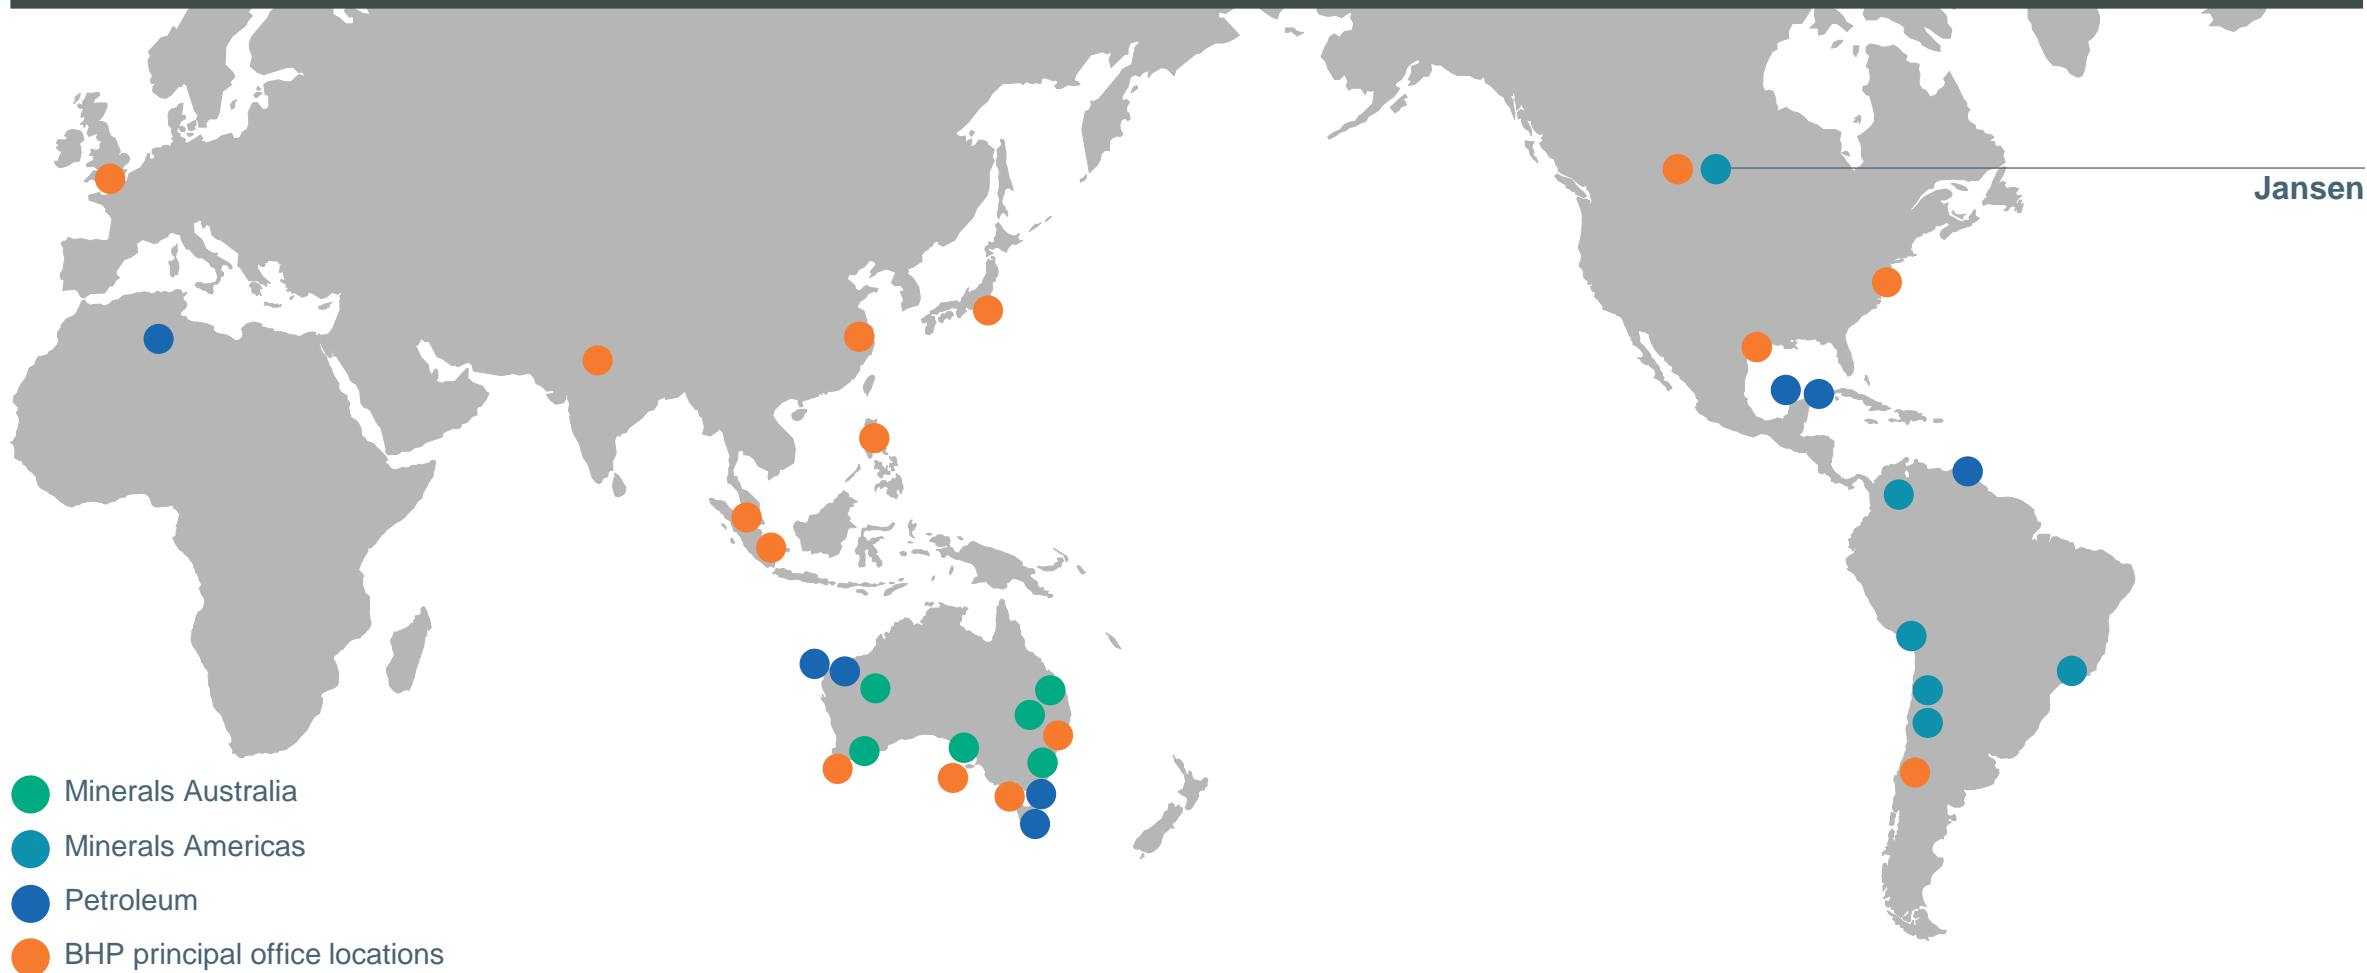 Jansen
Minerals Australia
Minerals Americas
Petroleum
BHP principal office locations